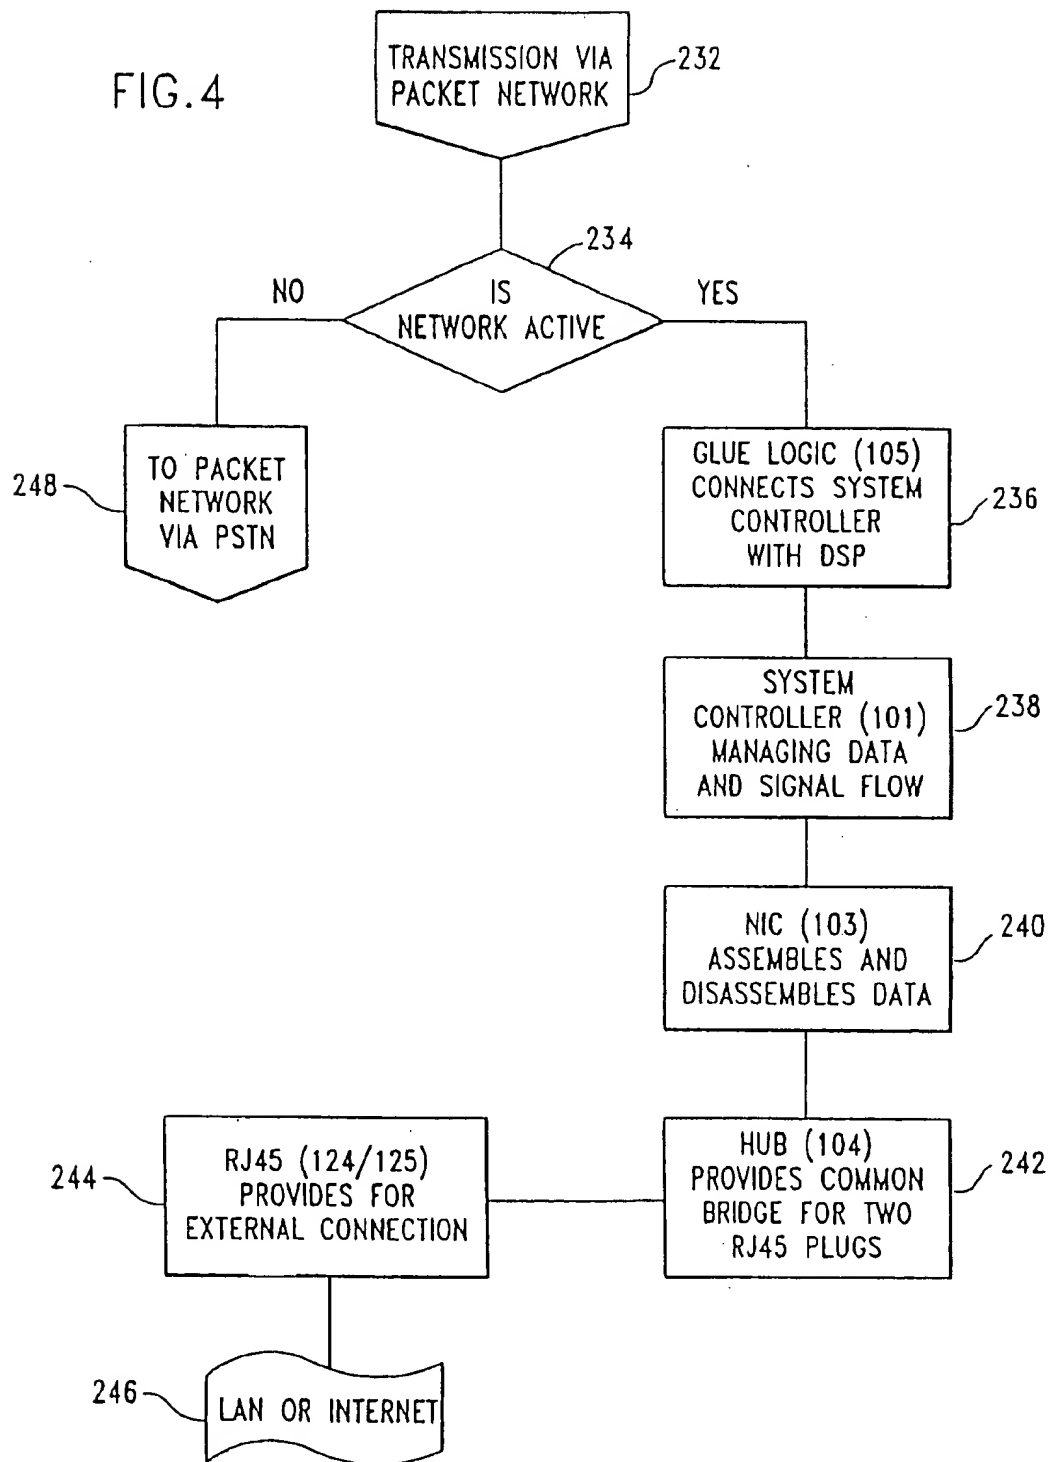 FIG.4
TRANSMISSION VIA
PACKET NETWORK
232
234
NO
IS
NETWORK ACTIVE
YES
248
TO PACKET
NETWORK
VIA PSTN
GLUE LOGIC (105)
CONNECTS SYSTEM
CONTROLLER
WITH DSP
236
SYSTEM
CONTROLLER (101)
MANAGING DATA
AND SIGNAL FLOW
238
NIC (103)
ASSEMBLES AND
DISASSEMBLES DATA
240
244
RJ45 (124/125)
PROVIDES FOR
EXTERNAL CONNECTION
HUB (104)
PROVIDES COMMON
BRIDGE FOR TWO
RJ45 PLUGS
242
246
LAN OR INTERNET